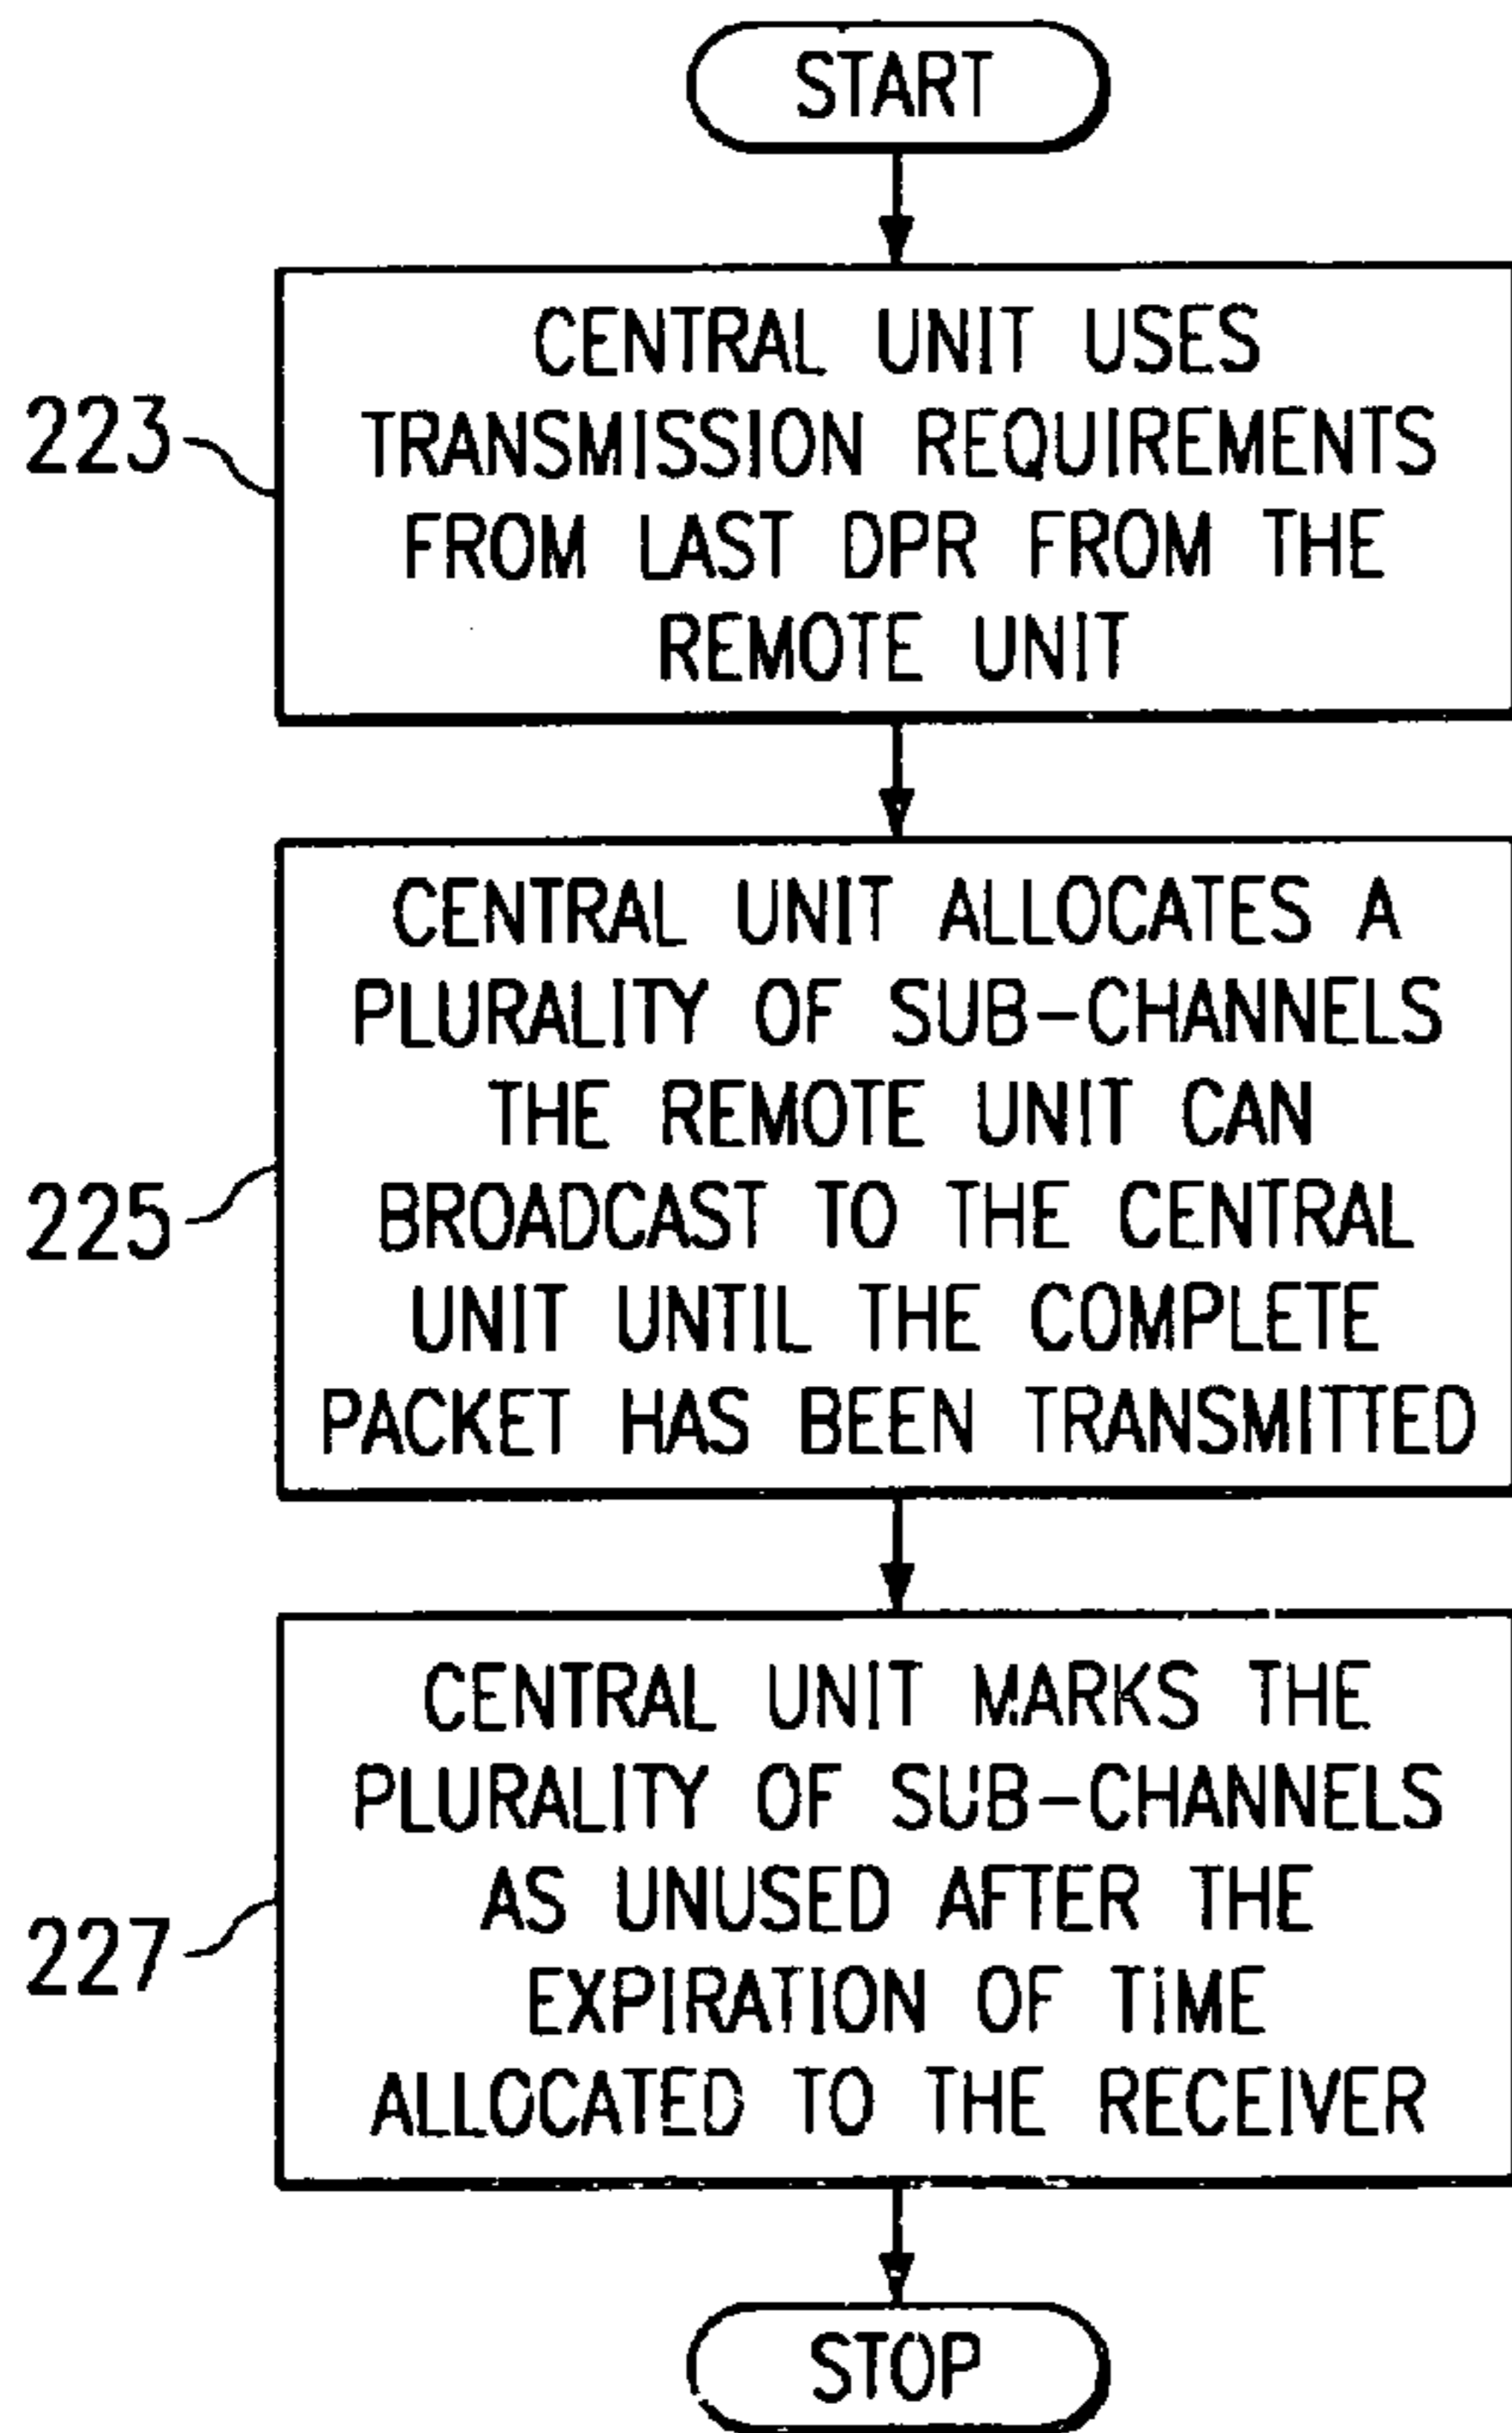 START
CENTRAL UNIT USES
TRANSMISSION REQUIREMENTS
FROM LAST DPR FROM THE
REMOTE UNIT
223
CENTRAL UNIT ALLOCATES A
PLURALITY OF SUB-CHANNELS
THE REMOTE UNIT CAN
BROADCAST TO THE CENTRAL
UNIT UNTIL THE COMPLETE
PACKET HAS BEEN TRANSMITTED
225
CENTRAL UNIT MARKS THE
PLURALITY OF SUB-CHANNELS
AS UNUSED AFTER THE
EXPIRATION OF TIME
ALLOCATED TO THE RECEIVER
227
STOP